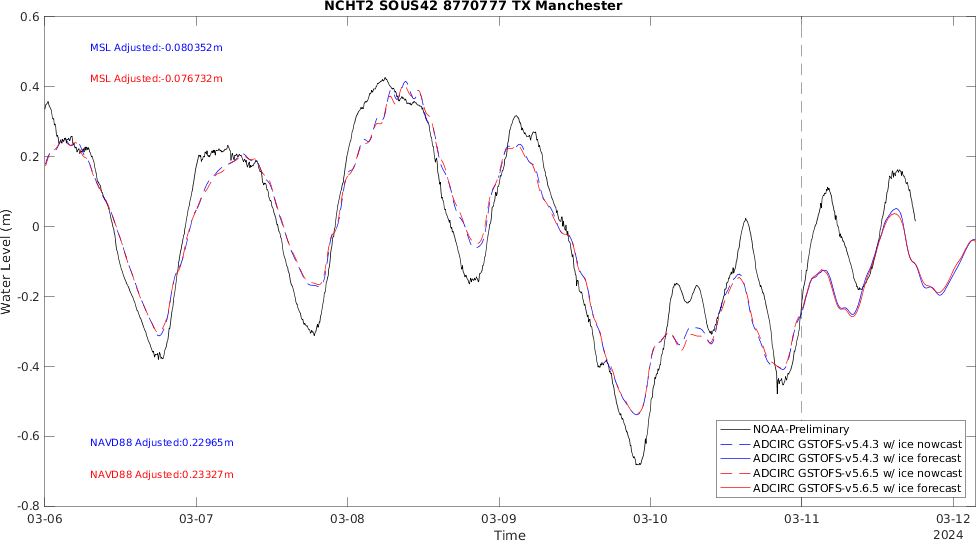 NCHT2 SOUS42 8770777 TX Manchester
0.6
0.4
0.2
0
-0.2
-0.4
-0.6
-0.8
Water Level (m)
MSL Adjusted:-0.080352m
MSL Adjusted:-0.076732m
NAVD88 Adjusted:0.22965m
NAVD88 Adjusted:0.23327m
NOAA-Preliminary
ADCIRC GSTOFS-v5.4.3 w/ ice nowcast
ADCIRC GSTOFS-v5.4.3 w/ ice forecast
ADCIRC GSTOFS-v5.6.5 w/ ice nowcast
ADCIRC GSTOFS-v5.6.5 w/ ice forecast
03-06 03-07 03-08 03-09 03-10 03-11 03-12
Time
2024